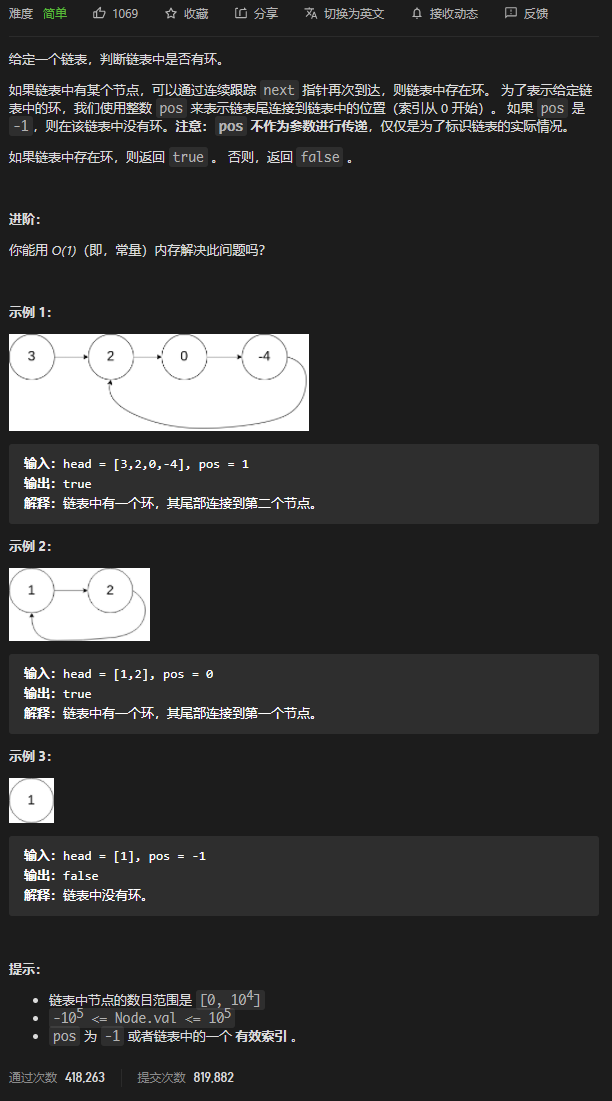 难度 简单 1069 收藏 分享 切换为英文 接收动态 反馈
给定一个链表，判断链表中是否有环。
如果链表中有某个节点，可以通过连续跟踪 next 指针再次到达，则链表中存在环。 为了表示给定链
表中的环，我们使用整数 pos 来表示链表尾连接到链表中的位置（索引从 0 开始）。 如果 pos 是
-1，则在该链表中没有环。注意：pos 不作为参数进行传递，仅仅是为了标识链表的实际情况。
如果链表中存在环，则返回 true 。 否则，返回 false 。
进阶：
你能用 O(1)（即，常量）内存解决此问题吗？
示例 1：
3 2 0 -4
输入：head = [3,2,0,-4], pos = 1
输出：true
解释：链表中有一个环，其尾部连接到第二个节点。
示例 2：
1 2
输入：head = [1,2], pos = 0
输出：true
解释：链表中有一个环，其尾部连接到第一个节点。
示例 3：
1
输入：head = [1], pos = -1
输出：false
解释：链表中没有环。
提示：
链表中节点的数目范围是 [0, 10⁴]
-10⁵ <= Node.val <= 10⁵
pos 为 -1 或者链表中的一个 有效索引 。
通过次数 418,263 提交次数 819,882